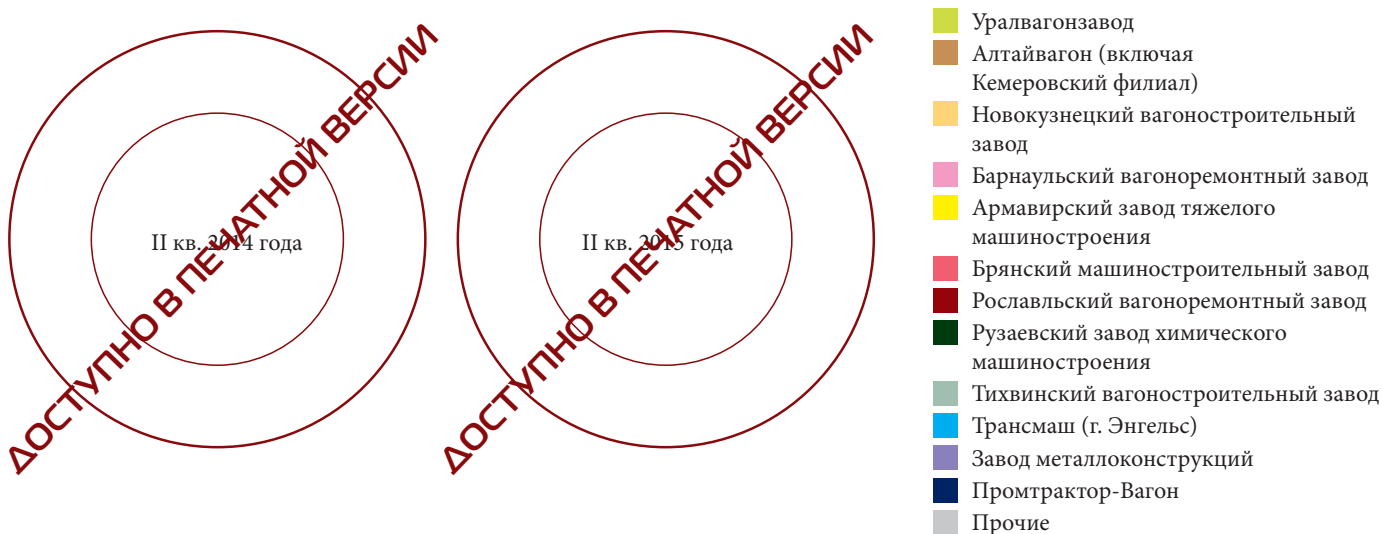 ДОСТУПНО В ПЕЧАТНОЙ ВЕРСИИ
II кв. 2014 года
ДОСТУПНО В ПЕЧАТНОЙ ВЕРСИИ
II кв. 2015 года
Уралвагонзавод
Алтайвагон (включая
Кемеровский филиал)
Новокузнецкий вагоностроительный
завод
Барнаульский вагоноремонтный завод
Армавирский завод тяжелого
машиностроения
Брянский машиностроительный завод
Рославльский вагоноремонтный завод
Рузаевский завод химического
машиностроения
Тихвинский вагоностроительный завод
Трансмаш (г. Энгельс)
Завод металлоконструкций
Промтрактор-Вагон
Прочие